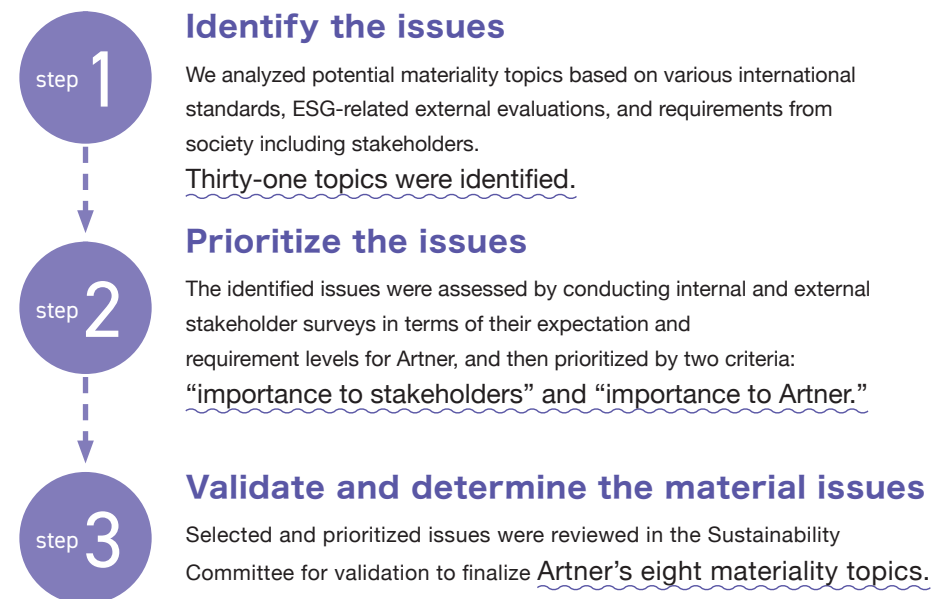 step 1
Identify the issues
We analyzed potential materiality topics based on various international
standards, ESG-related external evaluations, and requirements from
society including stakeholders.
Thirty-one topics were identified.
step 2
Prioritize the issues
The identified issues were assessed by conducting internal and external
stakeholder surveys in terms of their expectation and
requirement levels for Artner, and then prioritized by two criteria:
“importance to stakeholders” and “importance to Artner.”
step 3
Validate and determine the material issues
Selected and prioritized issues were reviewed in the Sustainability
Committee for validation to finalize Artner’s eight materiality topics.